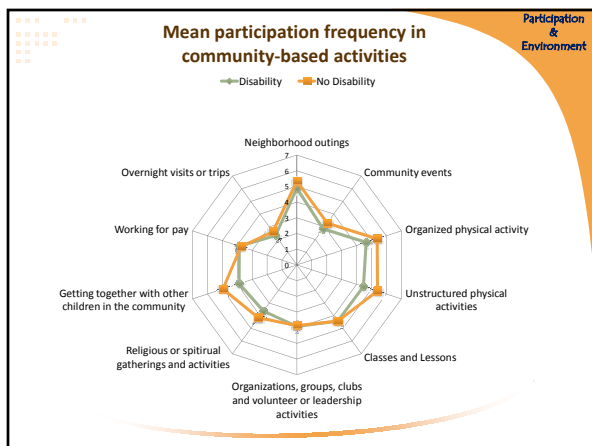 Participation
&
Environment
Mean participation frequency in
community-based activities
Disability
No Disability
Neighborhood outings
Community events
Organized physical activity
Unstructured physical
activities
Classes and Lessons
Organizations, groups, clubs
and volunteer or leadership
activities
Religious or spitirual
gatherings and activities
Getting together with other
children in the community
Working for pay
Overnight visits or trips
7
6
5
4
3
2
1
0